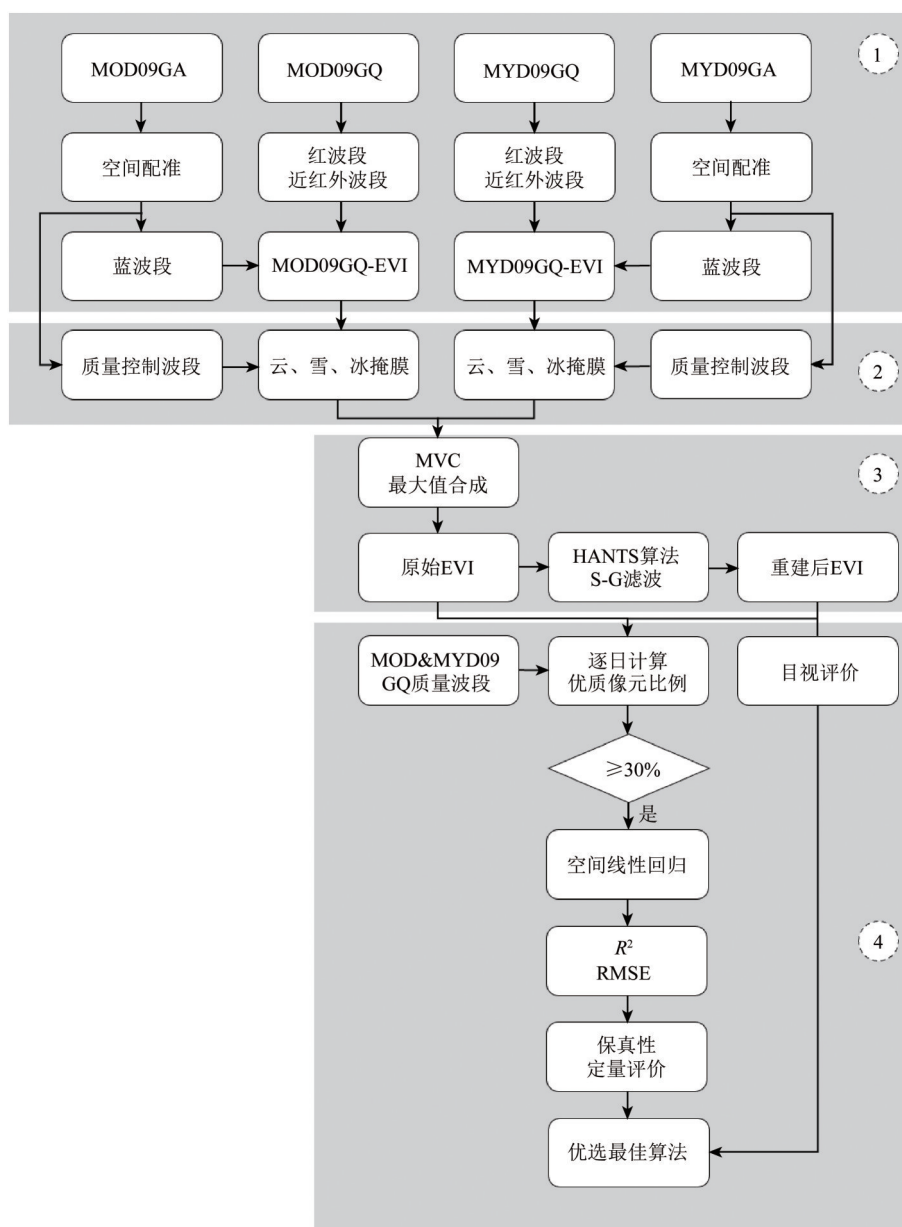 MOD09GA
MOD09GQ
MYD09GQ
MYD09GA
1
空间配准
红波段
近红外波段
红波段
近红外波段
空间配准
蓝波段
MOD09GQ-EVI
MYD09GQ-EVI
蓝波段
质量控制波段
云、雪、冰掩膜
云、雪、冰掩膜
质量控制波段
2
MVC
最大值合成
3
原始EVI
HANTS算法
S-G滤波
重建后EVI
MOD&MYD09
GQ质量波段
逐日计算
优质像元比例
目视评价
≥30%
是
空间线性回归
R²
RMSE
4
保真性
定量评价
优选最佳算法